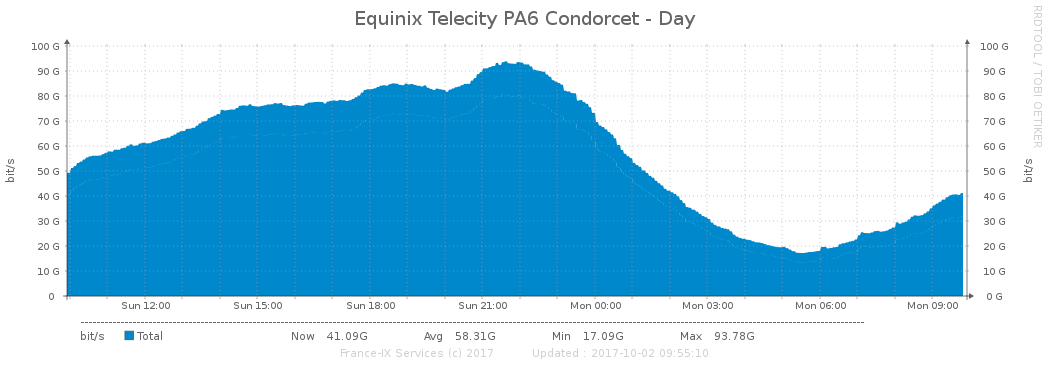 Equinix Telecity PA6 Condorcet - Day
RRDTOOL / TOBI OETIKER
100 G 100 G
90 G 90 G
80 G 80 G
70 G 70 G
60 G 60 G
50 G 50 G
40 G 40 G
30 G 30 G
20 G 20 G
10 G 10 G
0 0 G
bit/s bit/s
Sun 12:00 Sun 15:00 Sun 18:00 Sun 21:00 Mon 00:00 Mon 03:00 Mon 06:00 Mon 09:00
bit/s Total Now 41.09G Avg 58.31G Min 17.09G Max 93.78G
France-IX Services (c) 2017 Updated : 2017-10-02 09:55:10